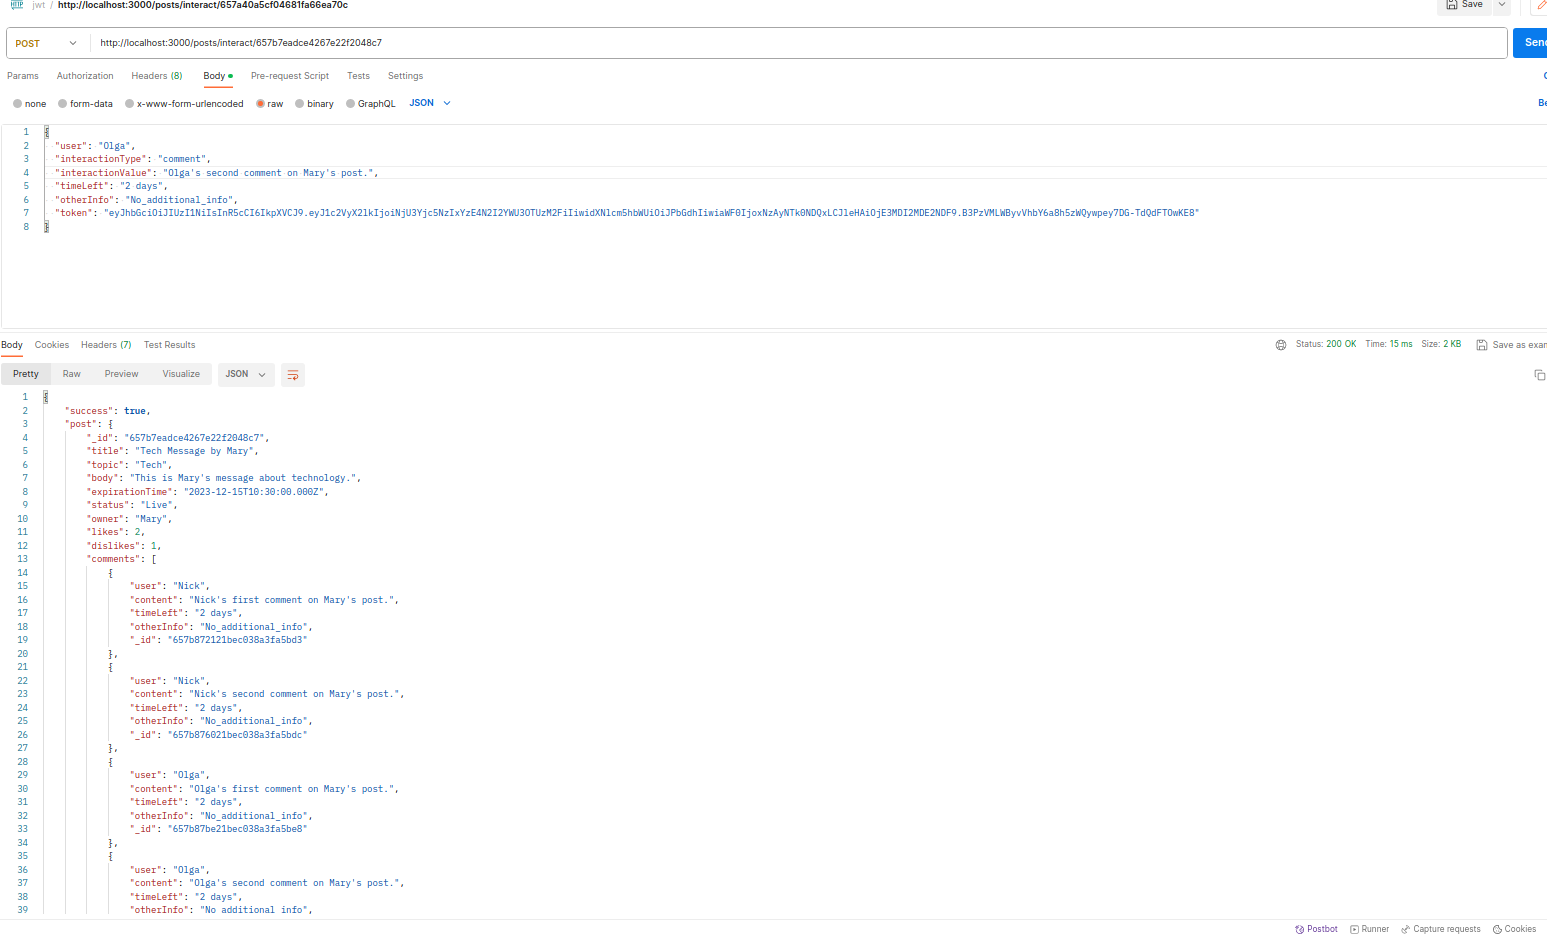 HTTP jwt / http://localhost:3000/posts/interact/657a40a5cf04681fa66ea70c Save
POST http://localhost:3000/posts/interact/657b7eadce4267e22f2048c7 Send
Params Authorization Headers (8) Body Pre-request Script Tests Settings
none form-data x-www-form-urlencoded raw binary GraphQL JSON Be
1 {
2 "user": "Olga",
3 "interactionType": "comment",
4 "interactionValue": "Olga's second comment on Mary's post.",
5 "timeLeft": "2 days",
6 "otherInfo": "No_additional_info",
7 "token": "eyJhbGciOiJIUzI1NiIsInR5cCI6IkpXVCJ9.eyJ1c2VyX2lkIjoiNjU3Yjc5NzIxYzE4N2I2YWU3OTUzM2FiIiwidXNlcm5hbWUiOiJPbGdhIiwiaWF0IjoxNzAyNTk0NDQxLCJleHAiOjE3MDI2MDE2NDF9.B3PzVMLWByvVhbY6a8h5zWQywpey7DG-TdQdFTOwKE8"
8 }
Body Cookies Headers (7) Test Results Status: 200 OK Time: 15 ms Size: 2 KB Save as exam
Pretty Raw Preview Visualize JSON
1 {
2 "success": true,
3 "post": {
4 "_id": "657b7eadce4267e22f2048c7",
5 "title": "Tech Message by Mary",
6 "topic": "Tech",
7 "body": "This is Mary's message about technology.",
8 "expirationTime": "2023-12-15T10:30:00.000Z",
9 "status": "Live",
10 "owner": "Mary",
11 "likes": 2,
12 "dislikes": 1,
13 "comments": [
14 {
15 "user": "Nick",
16 "content": "Nick's first comment on Mary's post.",
17 "timeLeft": "2 days",
18 "otherInfo": "No_additional_info",
19 "_id": "657b872121bec038a3fa5bd3"
20 },
21 {
22 "user": "Nick",
23 "content": "Nick's second comment on Mary's post.",
24 "timeLeft": "2 days",
25 "otherInfo": "No_additional_info",
26 "_id": "657b876021bec038a3fa5bdc"
27 },
28 {
29 "user": "Olga",
30 "content": "Olga's first comment on Mary's post.",
31 "timeLeft": "2 days",
32 "otherInfo": "No_additional_info",
33 "_id": "657b87be21bec038a3fa5be8"
34 },
35 {
36 "user": "Olga",
37 "content": "Olga's second comment on Mary's post.",
38 "timeLeft": "2 days",
39 "otherInfo": "No additional info",
Postbot Runner Capture requests Cookies